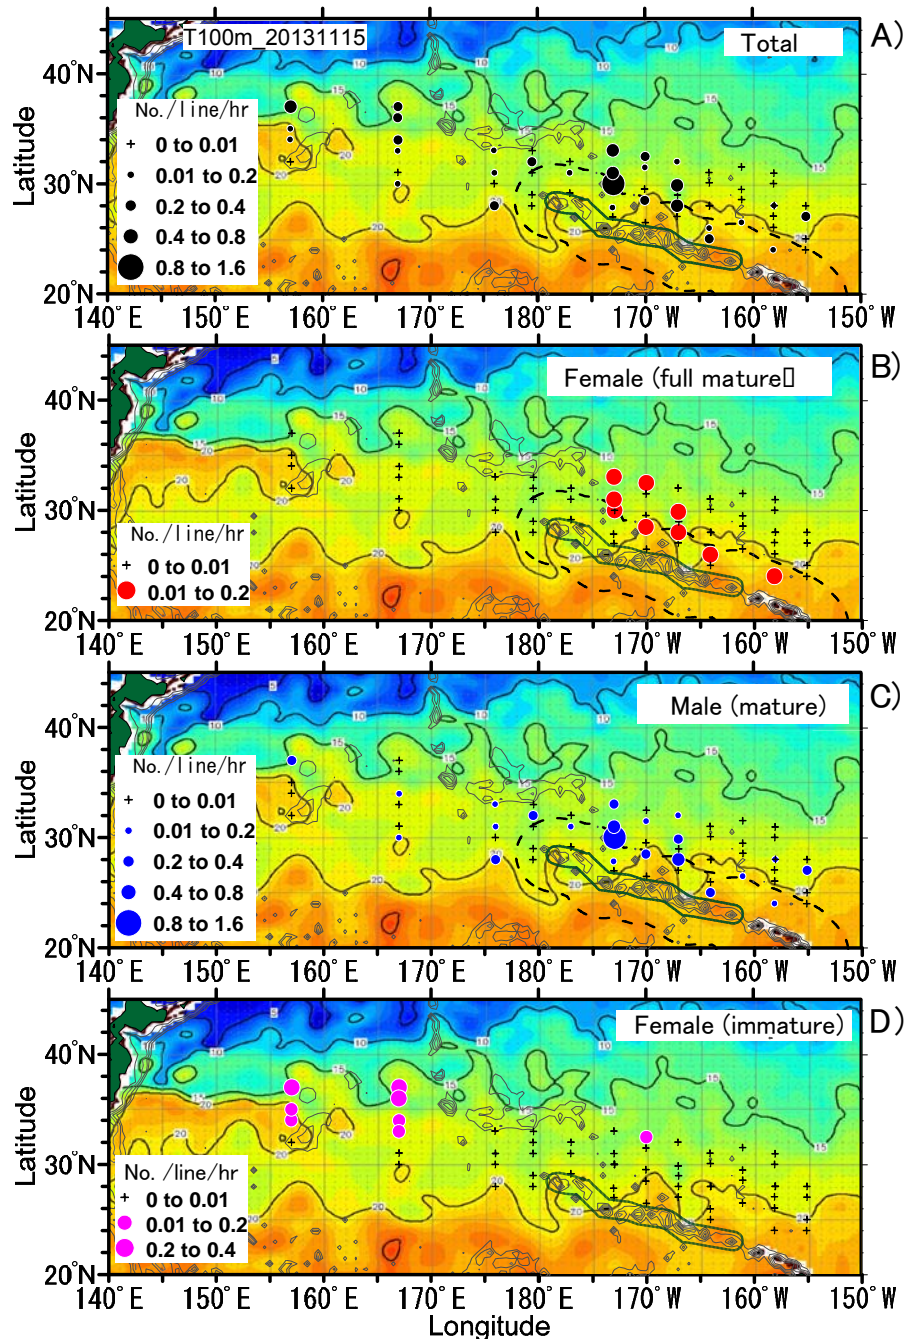 T100m_20131115
Total
A)
40°N
30°N
20°N
Latitude
No./line/hr
+ 0 to 0.01
0.01 to 0.2
0.2 to 0.4
0.4 to 0.8
0.8 to 1.6
140°E 150°E 160°E 170°E 180° 170°W 160°W 150°W
Female (full mature
B)
40°N
30°N
20°N
Latitude
No./line/hr
+ 0 to 0.01
0.01 to 0.2
140°E 150°E 160°E 170°E 180° 170°W 160°W 150°W
Male (mature)
C)
40°N
30°N
20°N
Latitude
No./line/hr
+ 0 to 0.01
0.01 to 0.2
0.2 to 0.4
0.4 to 0.8
0.8 to 1.6
140°E 150°E 160°E 170°E 180° 170°W 160°W 150°W
Female (immature)
D)
40°N
30°N
20°N
Latitude
No. /line/hr
+ 0 to 0.01
0.01 to 0.2
0.2 to 0.4
140°E 150°E 160°E 170°E 180° 170°W 160°W 150°W
Longitude